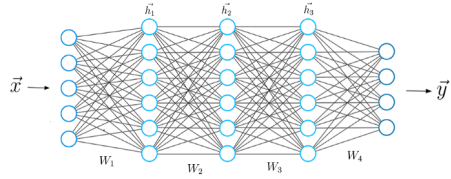 h⃗₁ h⃗₂ h⃗₃
x⃗ → → y⃗
W₁ W₂ W₃ W₄